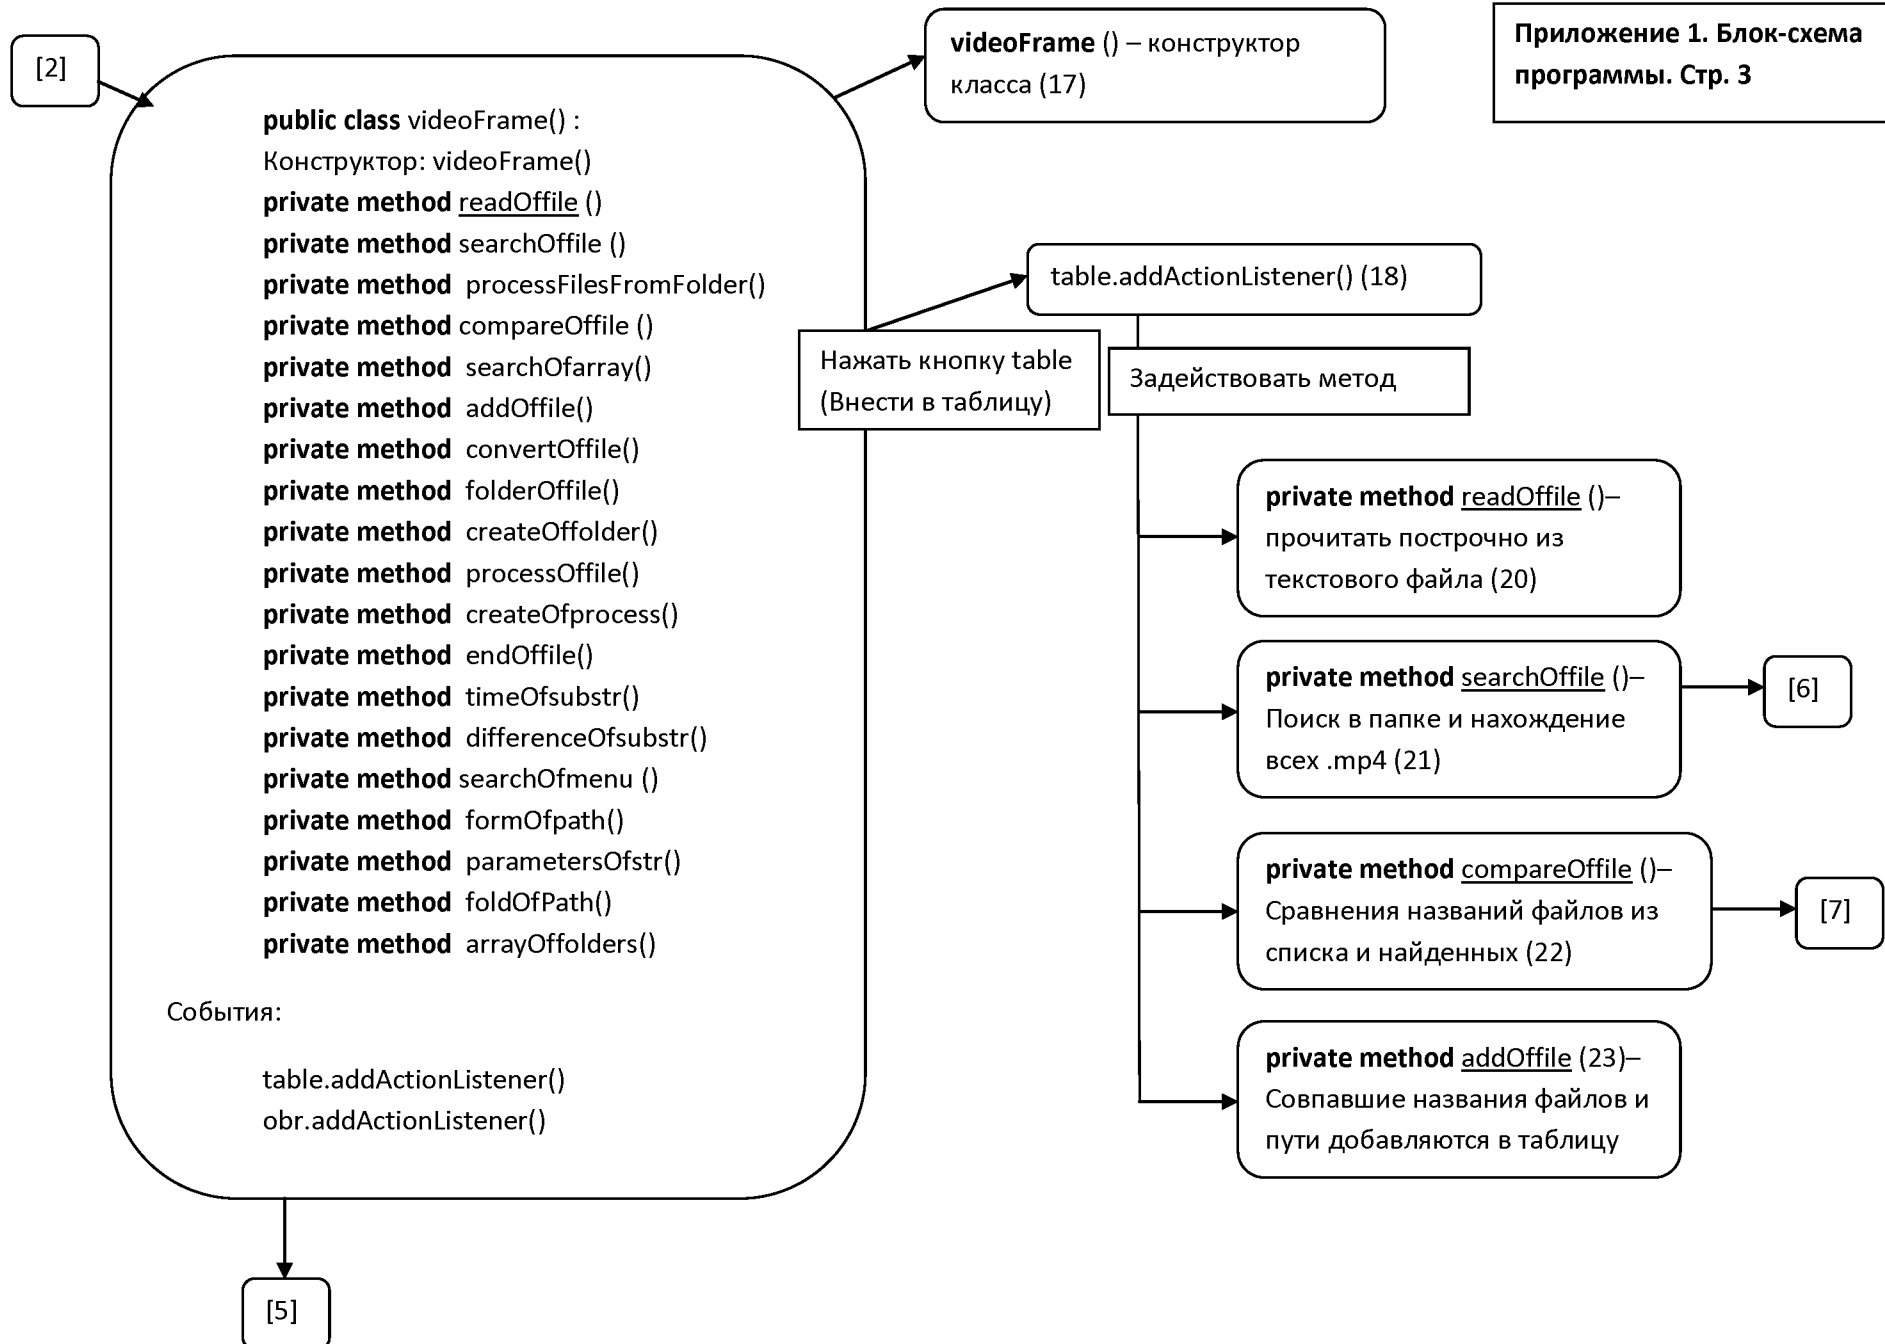 [2]
public class videoFrame() :
Конструктор: videoFrame()
private method readOffile ()
private method searchOffile ()
private method processFilesFromFolder()
private method compareOffile ()
private method searchOfarray()
private method addOffile()
private method convertOffile()
private method folderOffile()
private method createOffolder()
private method processOffile()
private method createOfprocess()
private method endOffile()
private method timeOfsubstr()
private method differenceOfsubstr()
private method searchOfmenu ()
private method formOfpath()
private method parametersOfstr()
private method foldOfPath()
private method arrayOffolders()
События:
table.addActionListener()
obr.addActionListener()
[5]
videoFrame () – конструктор
класса (17)
Приложение 1. Блок-схема
программы. Стр. 3
table.addActionListener() (18)
Нажать кнопку table
(Внести в таблицу)
Задействовать метод
private method readOffile ()–
прочитать построчно из
текстового файла (20)
private method searchOffile ()–
Поиск в папке и нахождение
всех .mp4 (21)
[6]
private method compareOffile ()–
Сравнения названий файлов из
списка и найденных (22)
[7]
private method addOffile (23)–
Совпавшие названия файлов и
пути добавляются в таблицу